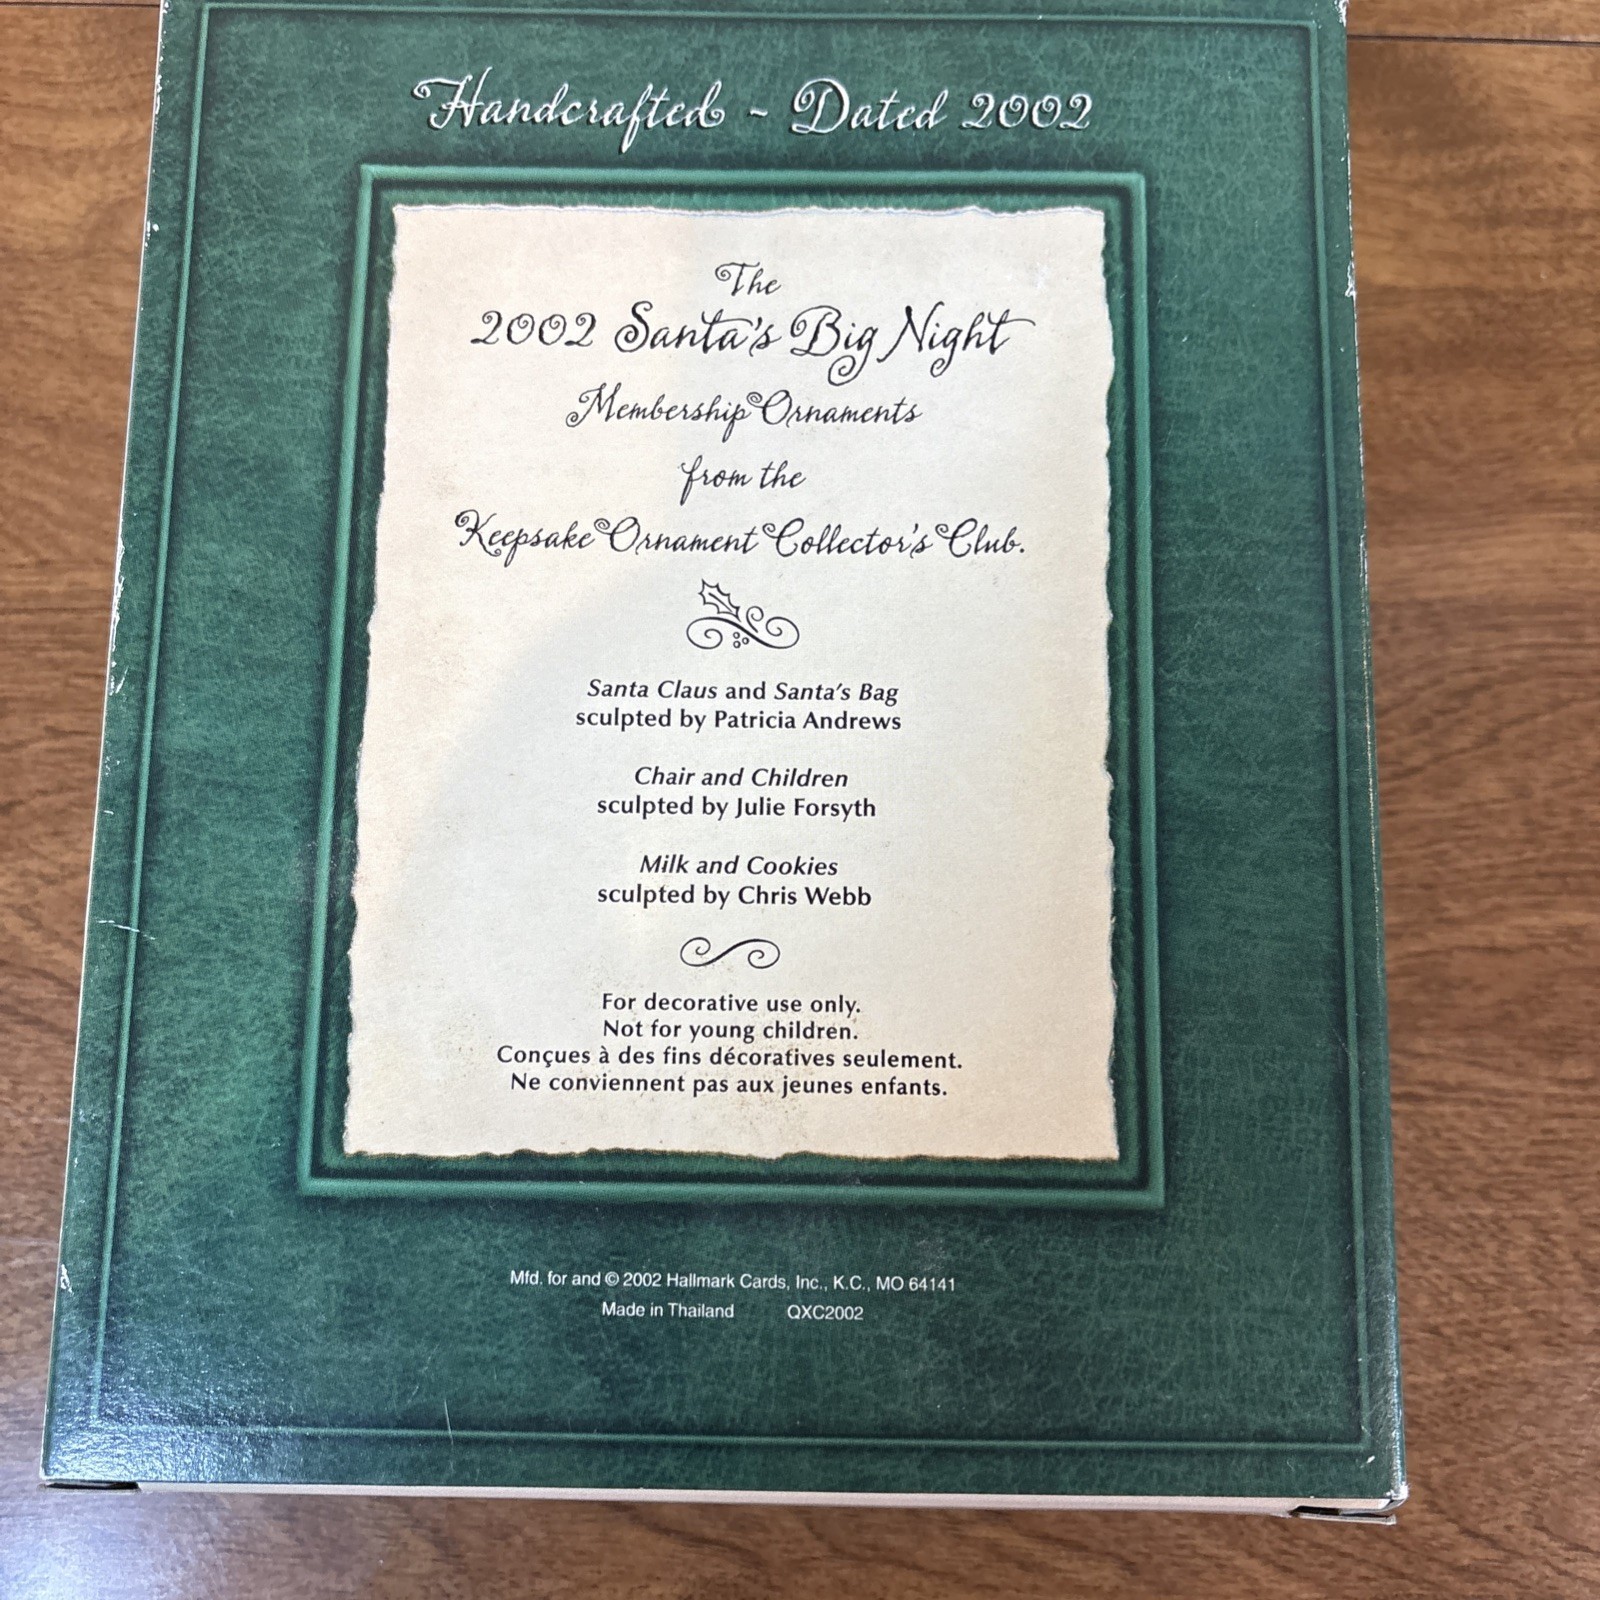 Handcrafted ~ Dated 2002
The
2002 Santa's Big Night
Membership Ornaments
from the
Keepsake Ornament Collector's Club.
Santa Claus and Santa's Bag
sculpted by Patricia Andrews
Chair and Children
sculpted by Julie Forsyth
Milk and Cookies
sculpted by Chris Webb
For decorative use only.
Not for young children.
Conçues à des fins décoratives seulement.
Ne conviennent pas aux jeunes enfants.
Mfd. for and © 2002 Hallmark Cards, Inc., K.C., MO 64141
Made in Thailand QXC2002